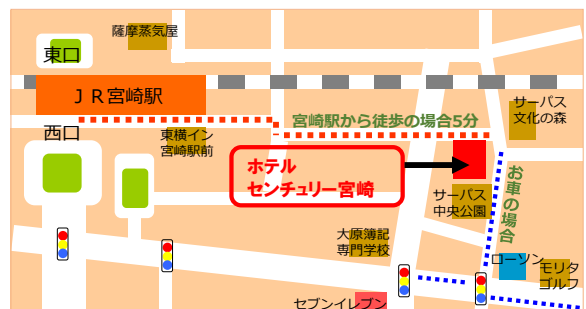 薩摩蒸気屋
東口
JR宮崎駅
宮崎駅から徒歩の場合5分
サーパス
文化の森
西口
東横イン
宮崎駅前
ホテル
センチュリー宮崎
お車の場合
サーパス
中央公園
大原簿記
専門学校
ローソン
モリタ
ゴルフ
セブンイレブン